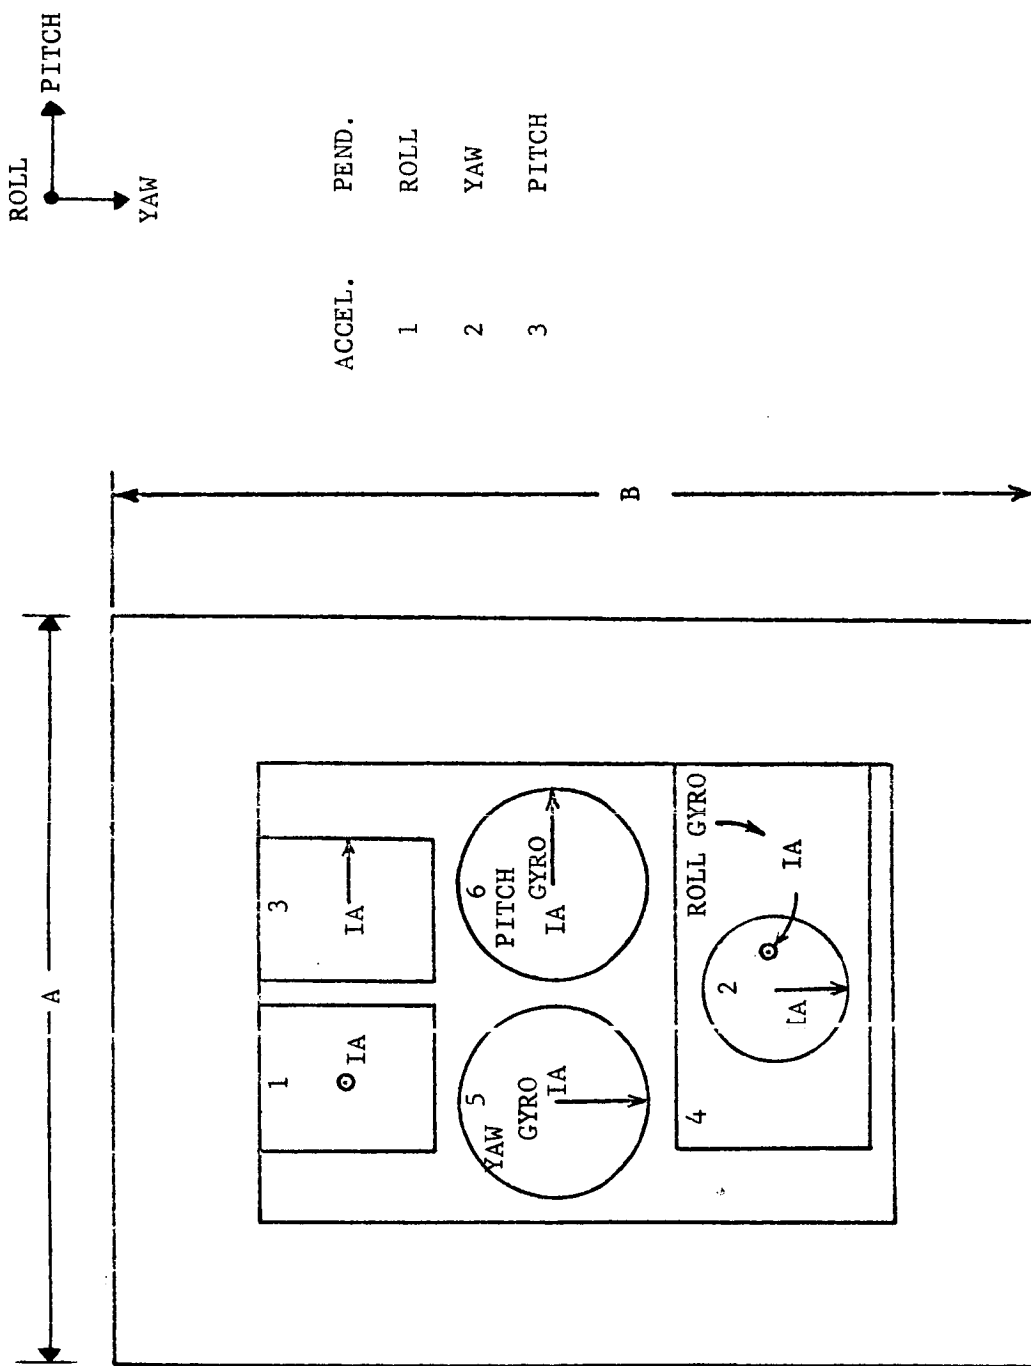 ROLL
PITCH
YAW
ACCEL. PEND.
1 ROLL
2 YAW
3 PITCH
A
B
1
IA
3
IA
5
YAW
GYRO
IA
6
PITCH
GYRO
IA
4
ROLL GYRO
2
IA
IA